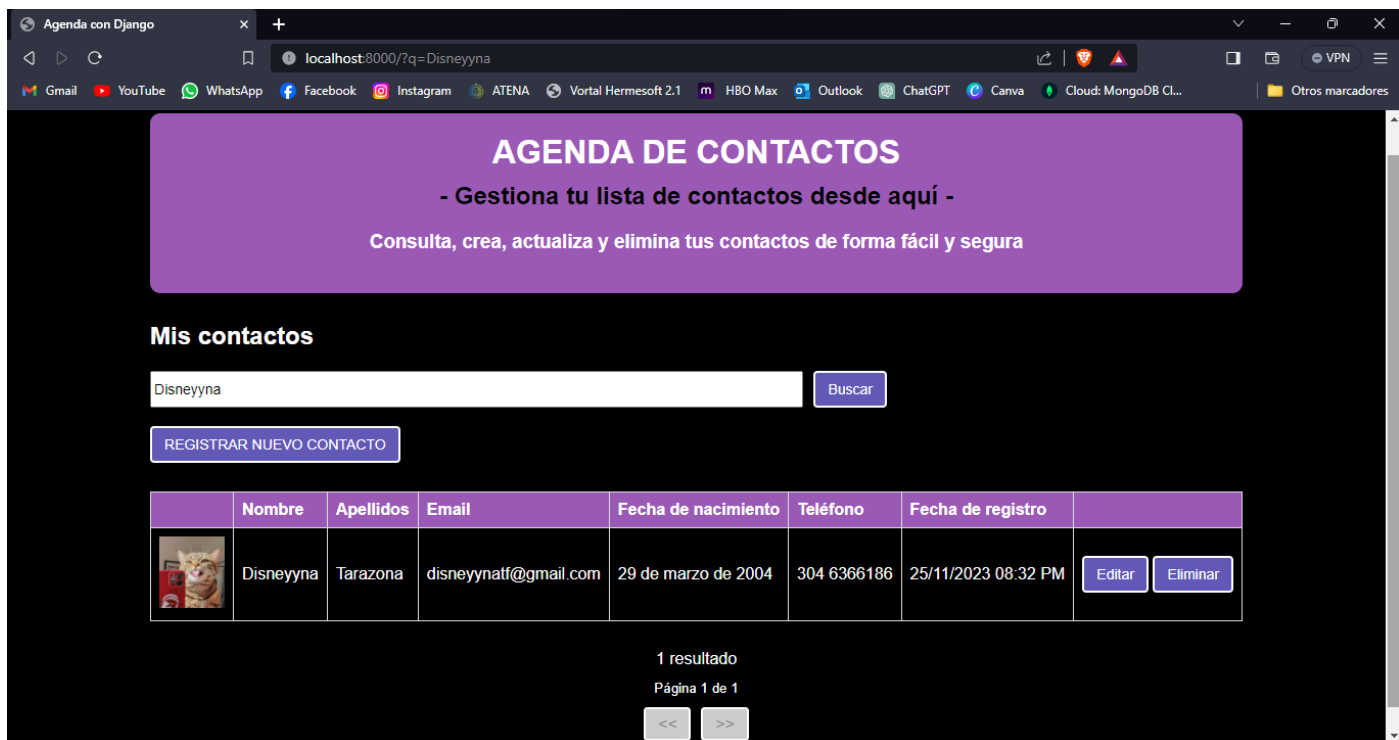 Agenda con Django
localhost:8000/?q=Disneyyna
VPN
Gmail YouTube WhatsApp Facebook Instagram ATENA Vortal Hermesoft 2.1 m HBO Max Outlook ChatGPT Canva Cloud: MongoDB Cl... Otros marcadores
AGENDA DE CONTACTOS
- Gestiona tu lista de contactos desde aquí -
Consulta, crea, actualiza y elimina tus contactos de forma fácil y segura
Mis contactos
Disneyyna Buscar
REGISTRAR NUEVO CONTACTO
Nombre Apellidos Email Fecha de nacimiento Teléfono Fecha de registro
Disneyyna Tarazona disneyynatf@gmail.com 29 de marzo de 2004 304 6366186 25/11/2023 08:32 PM Editar Eliminar
1 resultado
Página 1 de 1
<< >>